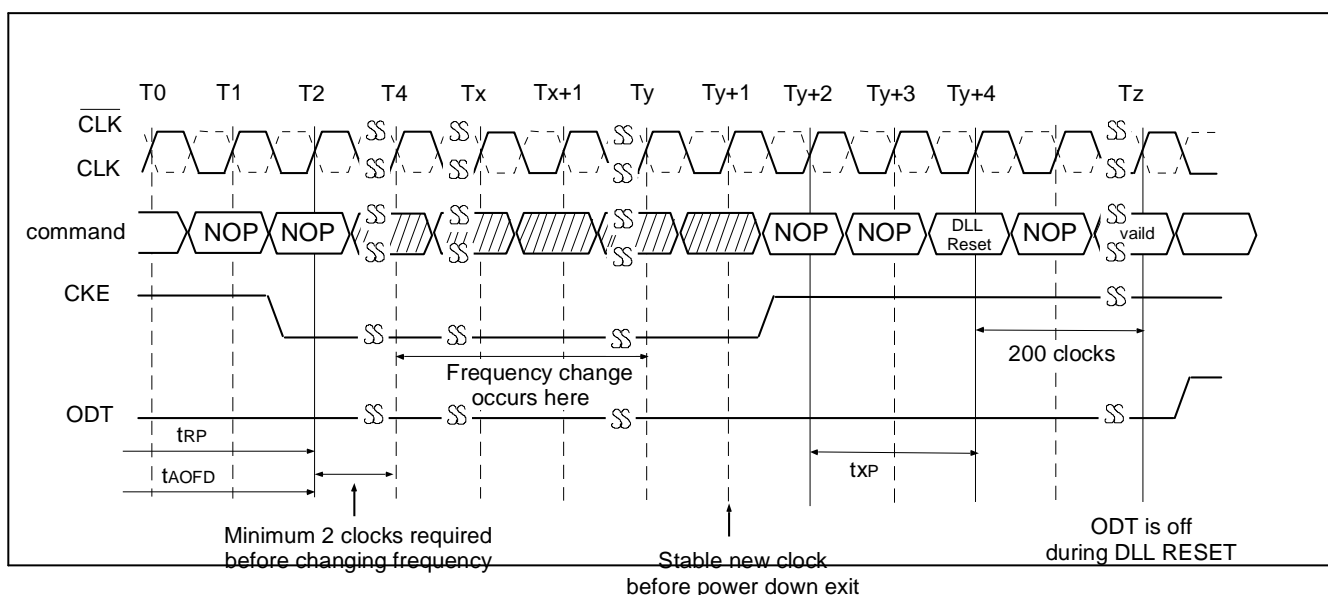 T0 T1 T2 T4 Tx Tx+1 Ty Ty+1 Ty+2 Ty+3 Ty+4 Tz
CLK
CLK
command NOP NOP NOP NOP DLL Reset NOP vaild
CKE
200 clocks
Frequency change
occurs here
ODT
tRP
txP
tAOFD
Minimum 2 clocks required
before changing frequency
Stable new clock
before power down exit
ODT is off
during DLL RESET